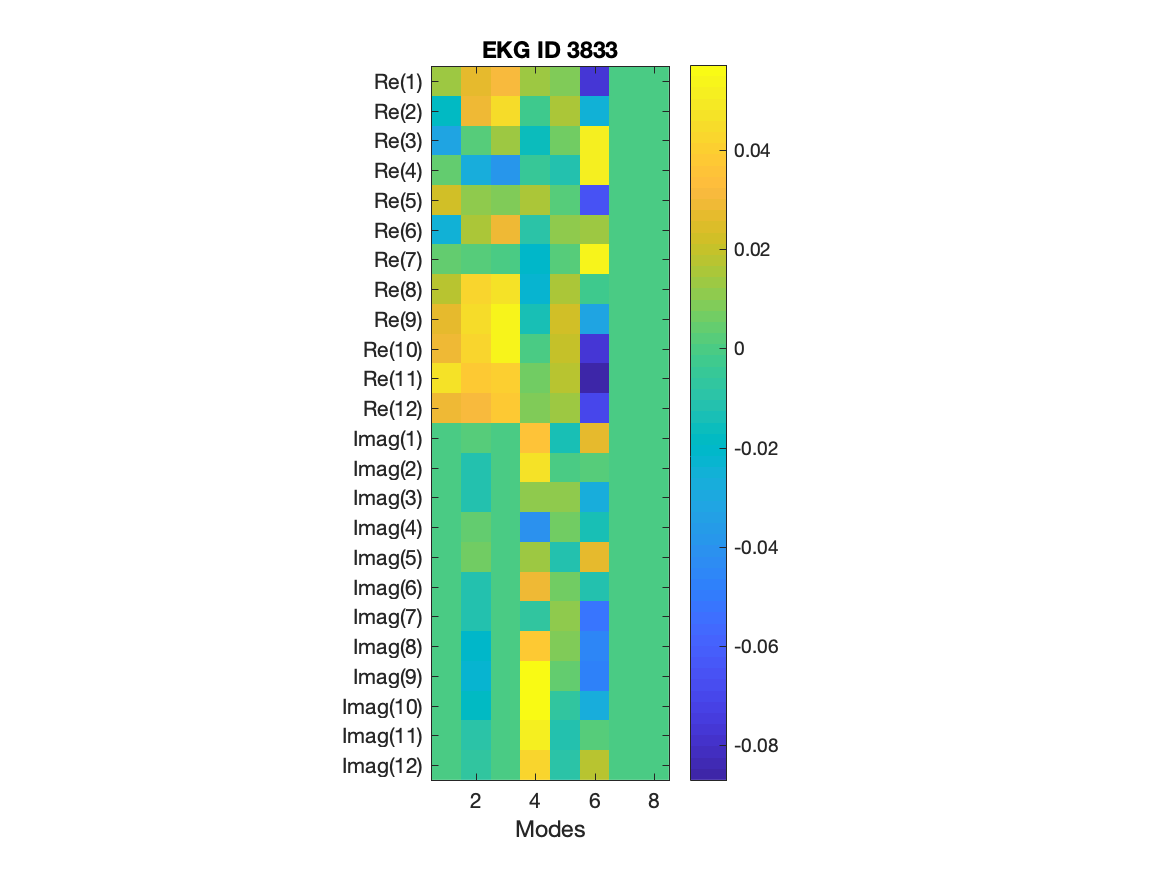 EKG ID 3833
Re(1)
Re(2)
Re(3)
Re(4)
Re(5)
Re(6)
Re(7)
Re(8)
Re(9)
Re(10)
Re(11)
Re(12)
Imag(1)
Imag(2)
Imag(3)
Imag(4)
Imag(5)
Imag(6)
Imag(7)
Imag(8)
Imag(9)
Imag(10)
Imag(11)
Imag(12)
2 4 6 8
Modes
0.04
0.02
0
-0.02
-0.04
-0.06
-0.08